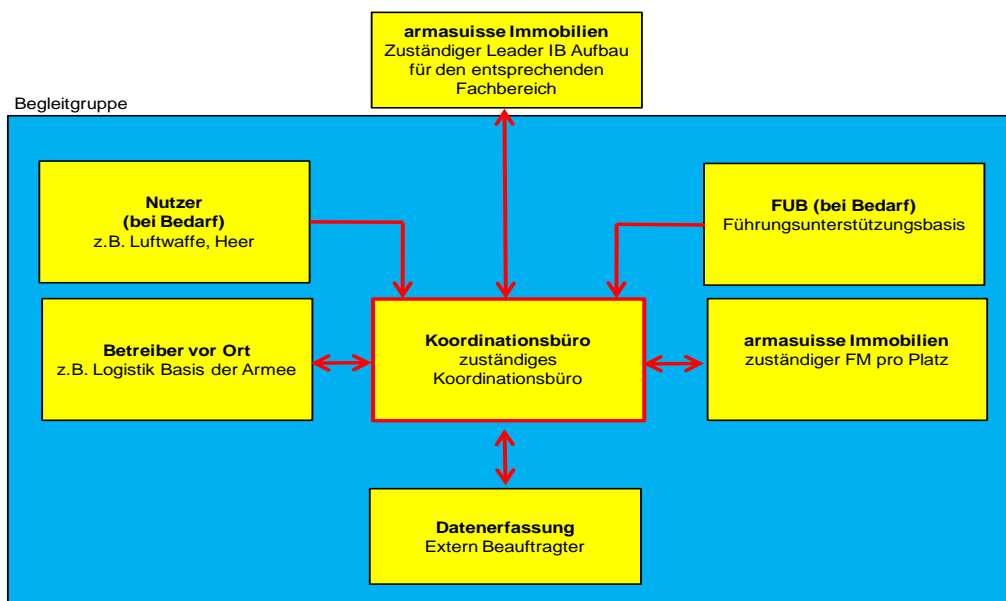 armasuisse Immobilien
Zuständiger Leader IB Aufbau
für den entsprechenden
Fachbereich
Begleitgruppe
Nutzer
(bei Bedarf)
z.B. Luftwaffe, Heer
FUB (bei Bedarf)
Führungsunterstützungsbasis
Betreiber vor Ort
z.B. Logistik Basis der Armee
Koordinationsbüro
zuständiges
Koordinationsbüro
armasuisse Immobilien
zuständiger FM pro Platz
Datenerfassung
Extern Beauftragter